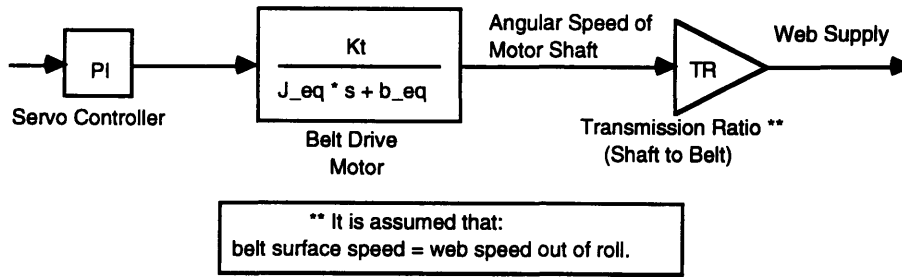 PI
Servo Controller
Kt
J_eq * s + b_eq
Belt Drive
Motor
Angular Speed of
Motor Shaft
TR
Transmission Ratio **
(Shaft to Belt)
Web Supply
** It is assumed that:
belt surface speed = web speed out of roll.